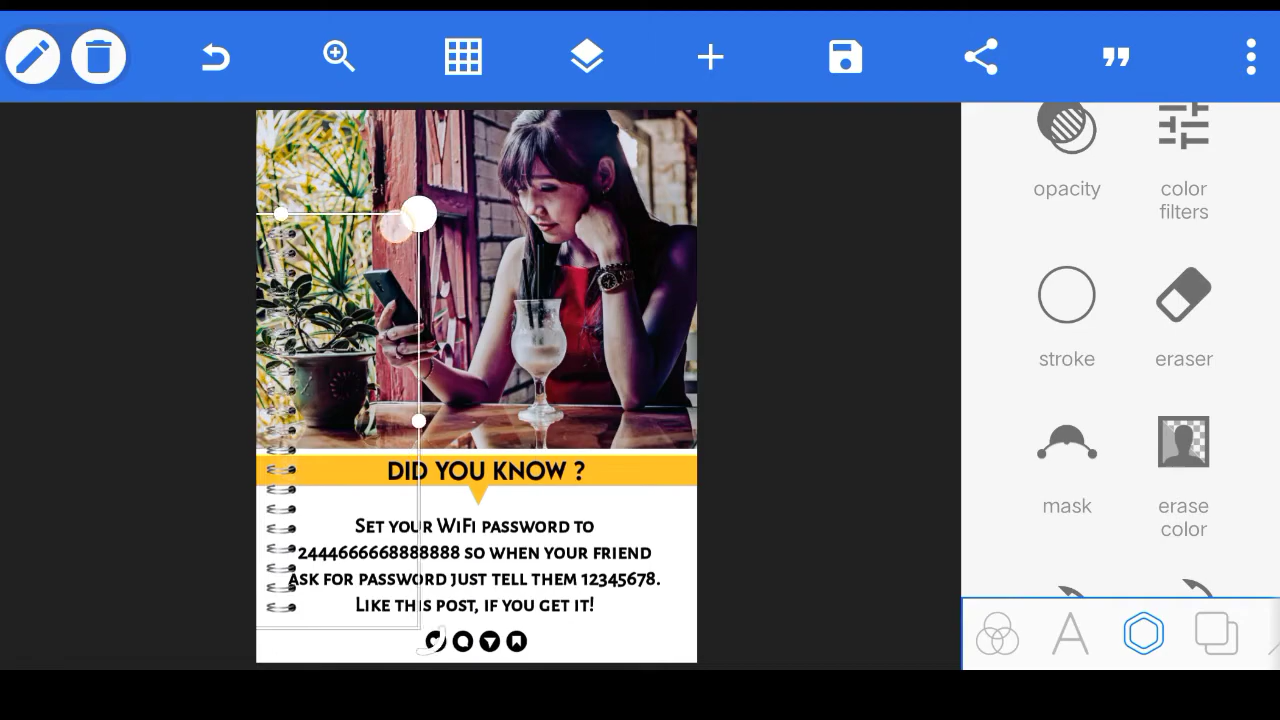 opacity
color
filters
stroke
eraser
mask
erase
color
DID YOU KNOW ?
Set your WiFi password to
2444666668888888 so when your friend
ask for password just tell them 12345678.
Like this post, if you get it!